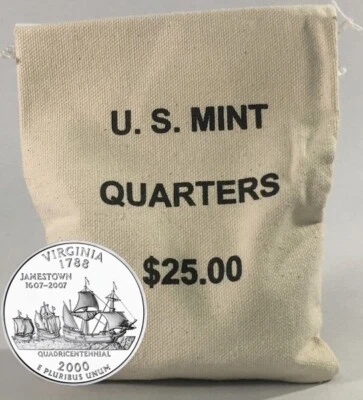 U. S. MINT
QUARTERS
$25.00
VIRGINIA
1788
JAMESTOWN
1607-2007
QUADRICENTENNIAL
2000
E PLURIBUS UNUM